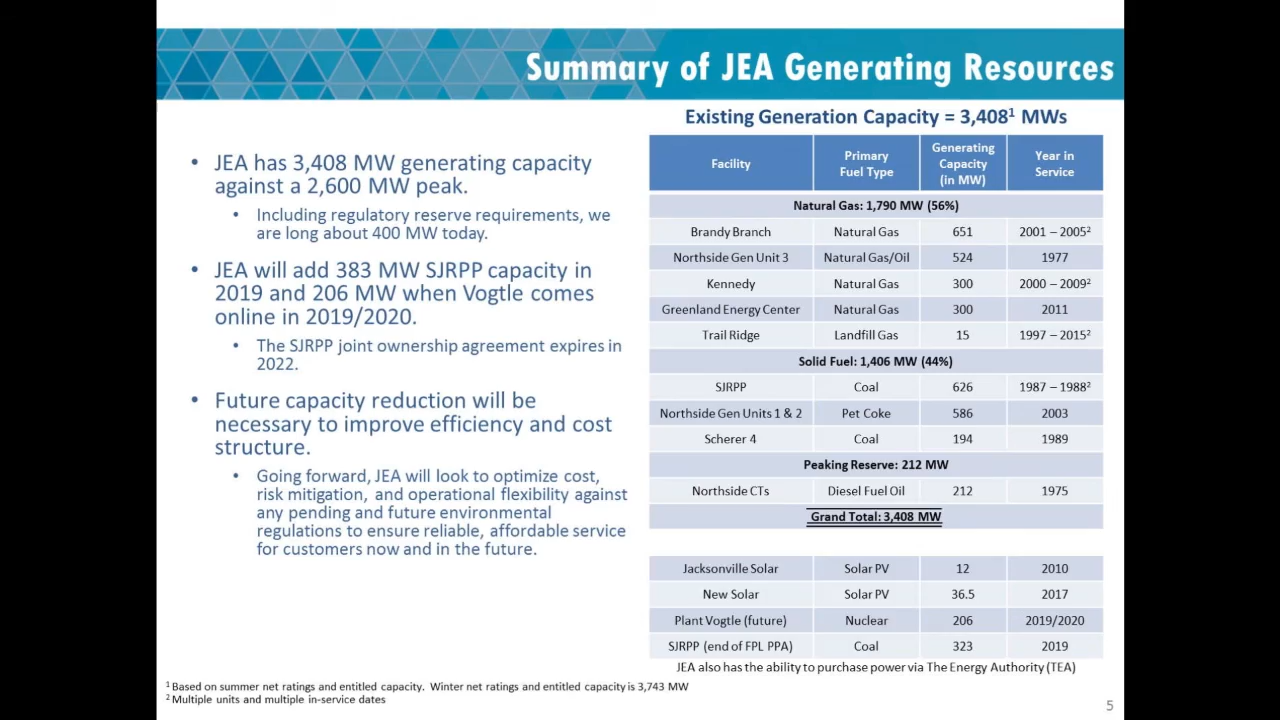 Summary of JEA Generating Resources
Existing Generation Capacity = 3,408¹ MWs
• JEA has 3,408 MW generating capacity
against a 2,600 MW peak.
• Including regulatory reserve requirements, we
are long about 400 MW today.
• JEA will add 383 MW SJRPP capacity in
2019 and 206 MW when Vogtle comes
online in 2019/2020.
• The SJRPP joint ownership agreement expires in
2022.
• Future capacity reduction will be
necessary to improve efficiency and cost
structure.
• Going forward, JEA will look to optimize cost,
risk mitigation, and operational flexibility against
any pending and future environmental
regulations to ensure reliable, affordable service
for customers now and in the future.
Facility Primary Fuel Type Generating Capacity (in MW) Year in Service
Natural Gas: 1,790 MW (56%)
Brandy Branch Natural Gas 651 2001 – 2005²
Northside Gen Unit 3 Natural Gas/Oil 524 1977
Kennedy Natural Gas 300 2000 – 2009²
Greenland Energy Center Natural Gas 300 2011
Trail Ridge Landfill Gas 15 1997 – 2015²
Solid Fuel: 1,406 MW (44%)
SJRPP Coal 626 1987 – 1988²
Northside Gen Units 1 & 2 Pet Coke 586 2003
Scherer 4 Coal 194 1989
Peaking Reserve: 212 MW
Northside CTs Diesel Fuel Oil 212 1975
Grand Total: 3,408 MW
Jacksonville Solar Solar PV 12 2010
New Solar Solar PV 36.5 2017
Plant Vogtle (future) Nuclear 206 2019/2020
SJRPP (end of FPL PPA) Coal 323 2019
JEA also has the ability to purchase power via The Energy Authority (TEA)
¹ Based on summer net ratings and entitled capacity. Winter net ratings and entitled capacity is 3,743 MW
² Multiple units and multiple in-service dates
5